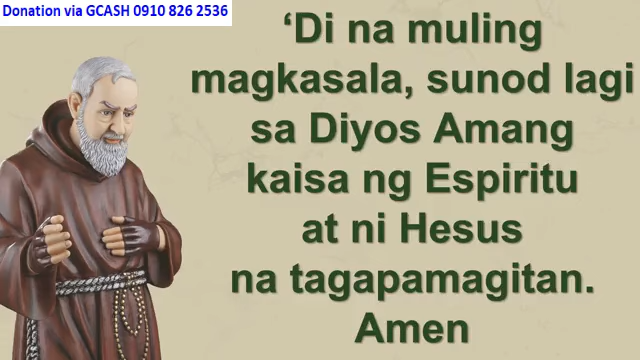 Donation via GCASH 0910 826 2536
‘Di na muling
magkasala, sunod lagi
sa Diyos Amang
kaisa ng Espiritu
at ni Hesus
na tagapamagitan.
Amen